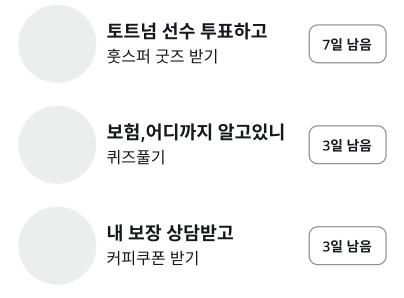 토트넘 선수 투표하고
훗스퍼 굿즈 받기
7일 남음
보험,어디까지 알고있니
퀴즈풀기
3일 남음
내 보장 상담받고
커피쿠폰 받기
3일 남음